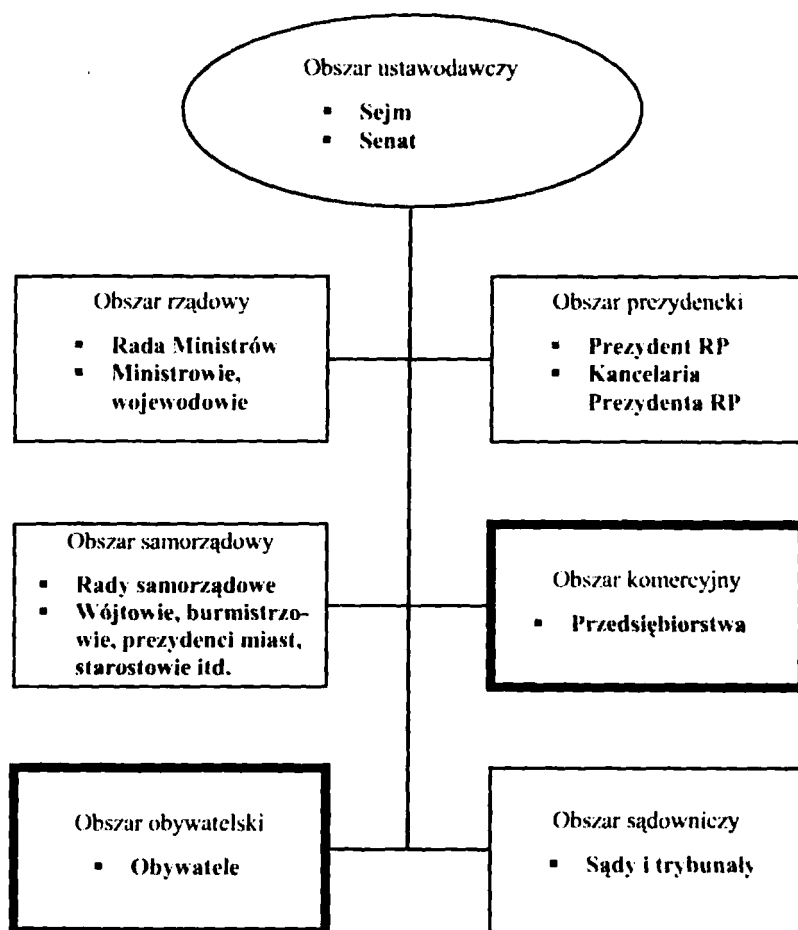 Obszar ustawodawczy
▪ Sejm
▪ Senat
Obszar rządowy
▪ Rada Ministrów
▪ Ministrowie,
wojewodowie
Obszar prezydencki
▪ Prezydent RP
▪ Kancelaria
Prezydenta RP
Obszar samorządowy
▪ Rady samorządowe
▪ Wójtowie, burmistrzo-
wie, prezydenci miast,
starostowie itd.
Obszar komercyjny
▪ Przedsiębiorstwa
Obszar obywatelski
▪ Obywatele
Obszar sądowniczy
▪ Sądy i trybunały